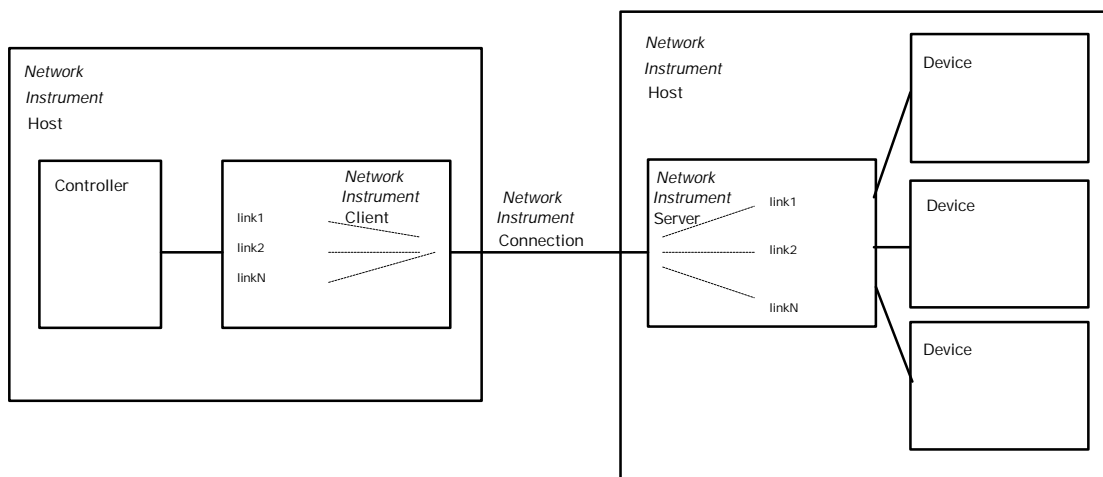 Network
Instrument
Host
Controller
link1
link2
linkN
Network
Instrument
Client
Network
Instrument
Connection
Network
Instrument
Host
Network
Instrument
Server
link1
link2
linkN
Device
Device
Device